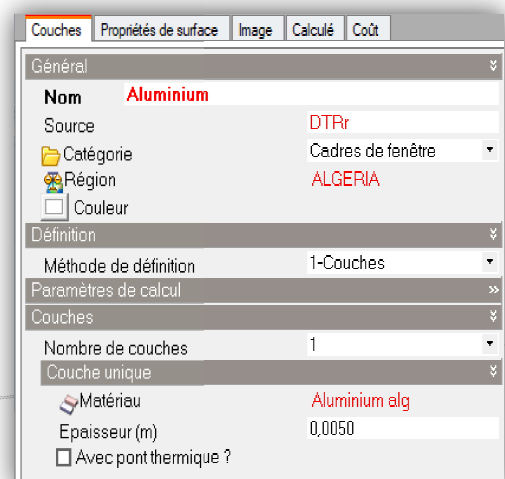 Couches Propriétés de surface Image Calculé Coût
Général
Nom Aluminium
Source DTRr
Catégorie Cadres de fenêtre
Région ALGERIA
Couleur
Définition
Méthode de définition 1-Couches
Paramètres de calcul
Couches
Nombre de couches 1
Couche unique
Matériau Aluminium alg
Epaisseur (m) 0,0050
Avec pont thermique ?